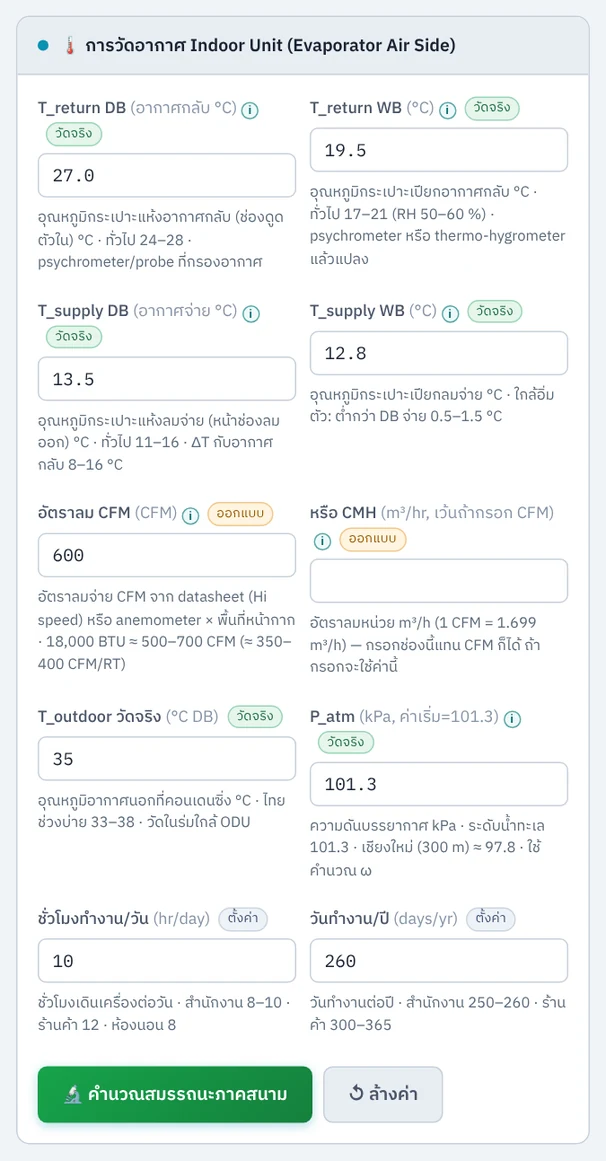 🌡️ การวัดอากาศ Indoor Unit (Evaporator Air Side)
T_return DB (อากาศกลับ °C) i
วัดจริง
27.0
อุณหภูมิกระเปาะแห้งอากาศกลับ (ช่องดูด
ตัวใน) °C · ทั่วไป 24–28 ·
psychrometer/probe ที่กรองอากาศ
T_return WB (°C) i วัดจริง
19.5
อุณหภูมิกระเปาะเปียกอากาศกลับ °C ·
ทั่วไป 17–21 (RH 50–60 %) ·
psychrometer หรือ thermo-hygrometer
แล้วแปลง
T_supply DB (อากาศจ่าย °C) i
วัดจริง
13.5
อุณหภูมิกระเปาะแห้งลมจ่าย (หน้าช่องลม
ออก) °C · ทั่วไป 11–16 · ΔT กับอากาศ
กลับ 8–16 °C
T_supply WB (°C) i วัดจริง
12.8
อุณหภูมิกระเปาะเปียกลมจ่าย °C · ใกล้อิ่ม
ตัว: ต่ำกว่า DB จ่าย 0.5–1.5 °C
อัตราลม CFM (CFM) i ออกแบบ
600
อัตราลมจ่าย CFM จาก datasheet (Hi
speed) หรือ anemometer × พื้นที่หน้ากาก
· 18,000 BTU ≈ 500–700 CFM (≈ 350–
400 CFM/RT)
หรือ CMH (m³/hr, เว้นถ้ากรอก CFM)
i ออกแบบ
อัตราลมหน่วย m³/h (1 CFM = 1.699
m³/h) — กรอกช่องนี้แทน CFM ก็ได้ ถ้า
กรอกจะใช้ค่านี้
T_outdoor วัดจริง (°C DB) วัดจริง
35
อุณหภูมิอากาศนอกที่คอนเดนซิ่ง °C · ไทย
ช่วงบ่าย 33–38 · วัดในร่มใกล้ ODU
P_atm (kPa, ค่าเริ่ม=101.3) i
วัดจริง
101.3
ความดันบรรยากาศ kPa · ระดับน้ำทะเล
101.3 · เชียงใหม่ (300 m) ≈ 97.8 · ใช้
คำนวณ ω
ชั่วโมงทำงาน/วัน (hr/day) ตั้งค่า
10
ชั่วโมงเดินเครื่องต่อวัน · สำนักงาน 8–10 ·
ร้านค้า 12 · ห้องนอน 8
วันทำงาน/ปี (days/yr) ตั้งค่า
260
วันทำงานต่อปี · สำนักงาน 250–260 · ร้าน
ค้า 300–365
🔬 คำนวณสมรรถนะภาคสนาม
↺ ล้างค่า